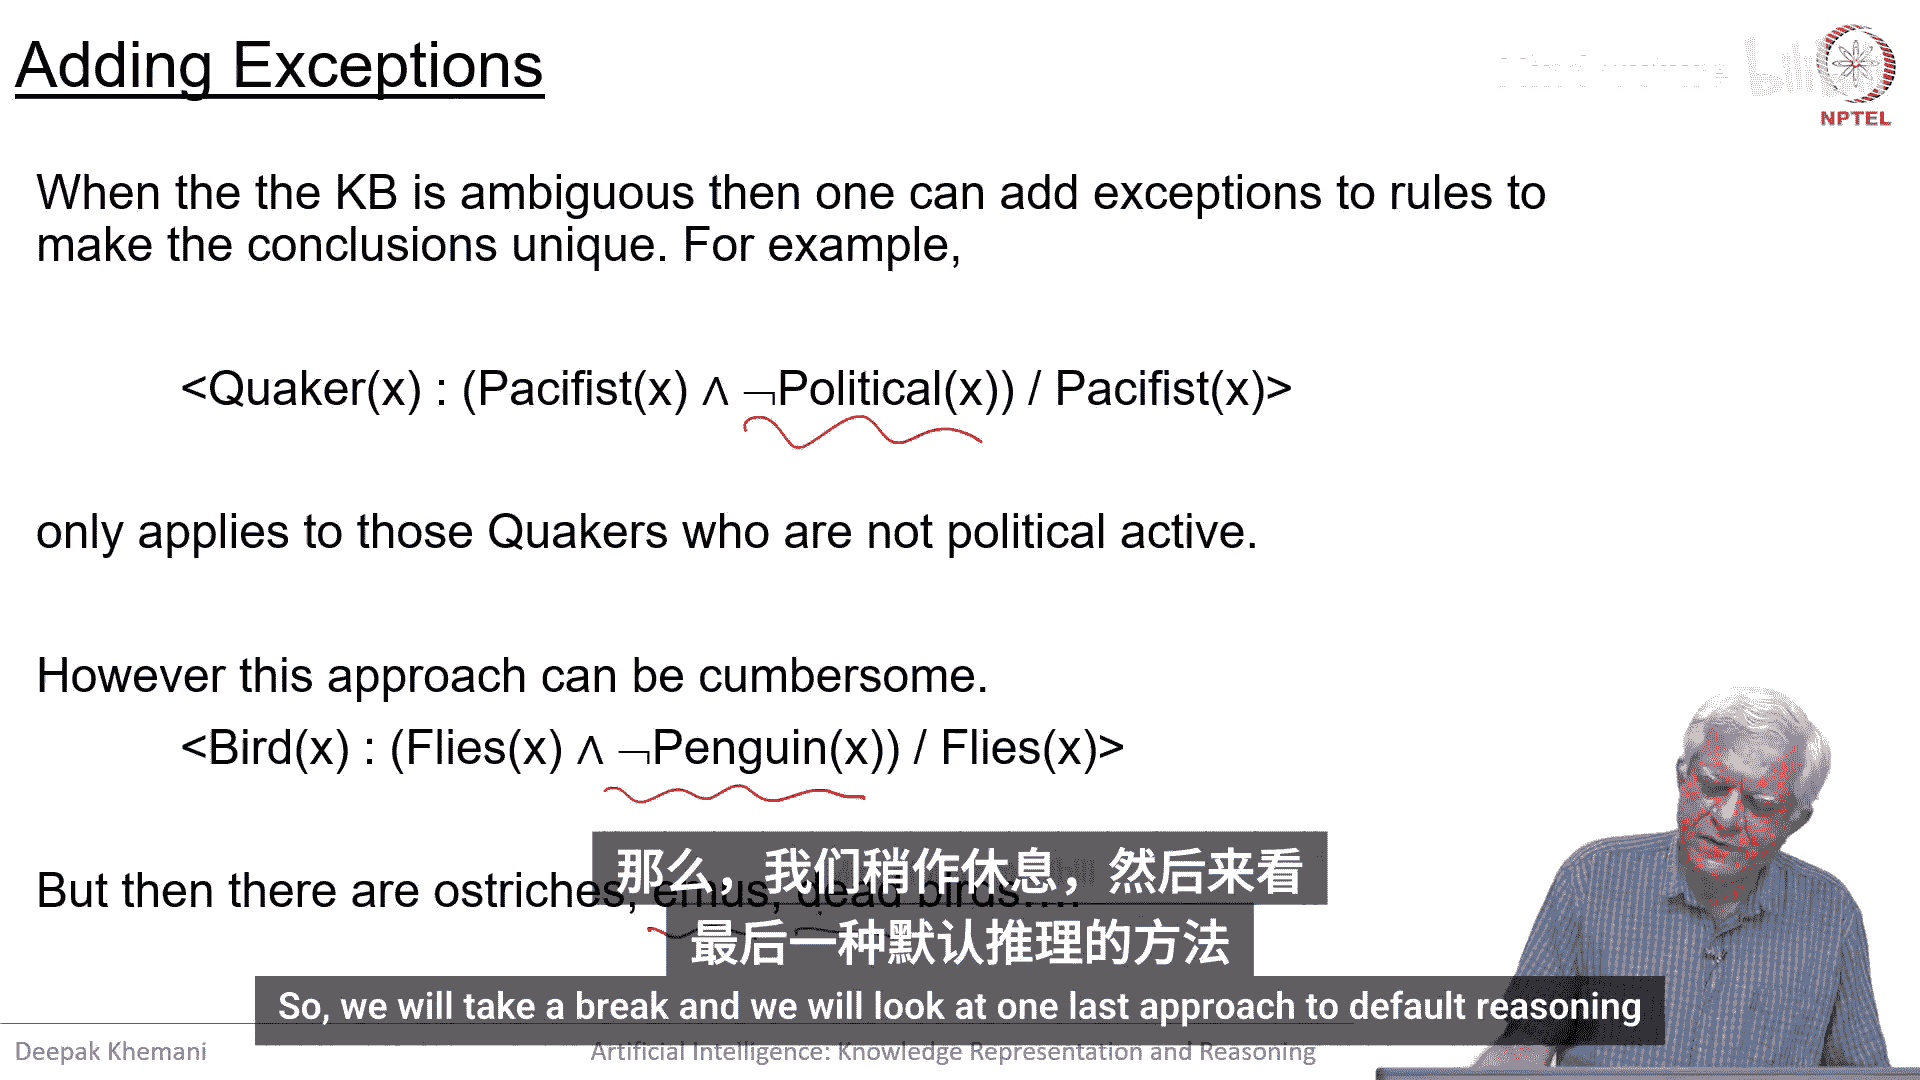 Adding Exceptions
NPTEL
When the the KB is ambiguous then one can add exceptions to rules to
make the conclusions unique. For example,
<Quaker(x) : (Pacifist(x) ∧ ¬Political(x)) / Pacifist(x)>
only applies to those Quakers who are not political active.
However this approach can be cumbersome.
<Bird(x) : (Flies(x) ∧ ¬Penguin(x)) / Flies(x)>
But then there are ostriches, emus, dead birds….
那么，我们稍作休息，然后来看
最后一种默认推理的方法
So, we will take a break and we will look at one last approach to default reasoning
Deepak Khemani
Artificial Intelligence: Knowledge Representation and Reasoning